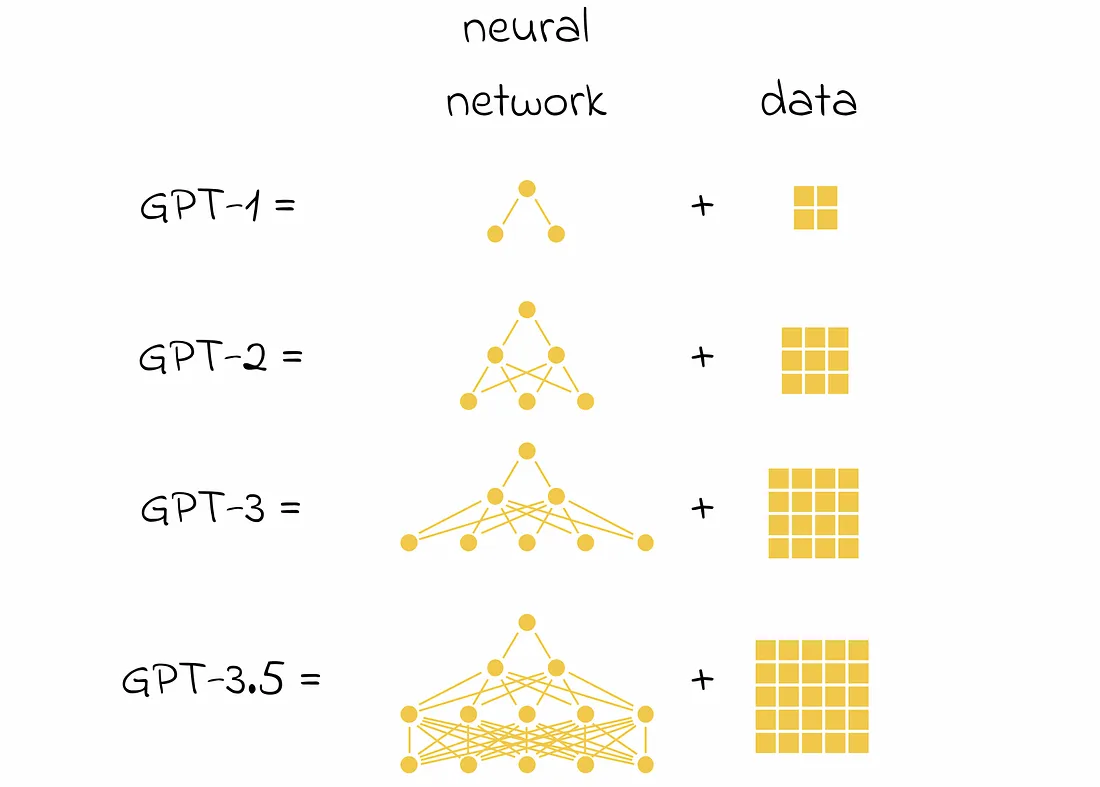 neural
network
data
GPT-1 =
+
GPT-2 =
+
GPT-3 =
+
GPT-3.5 =
+